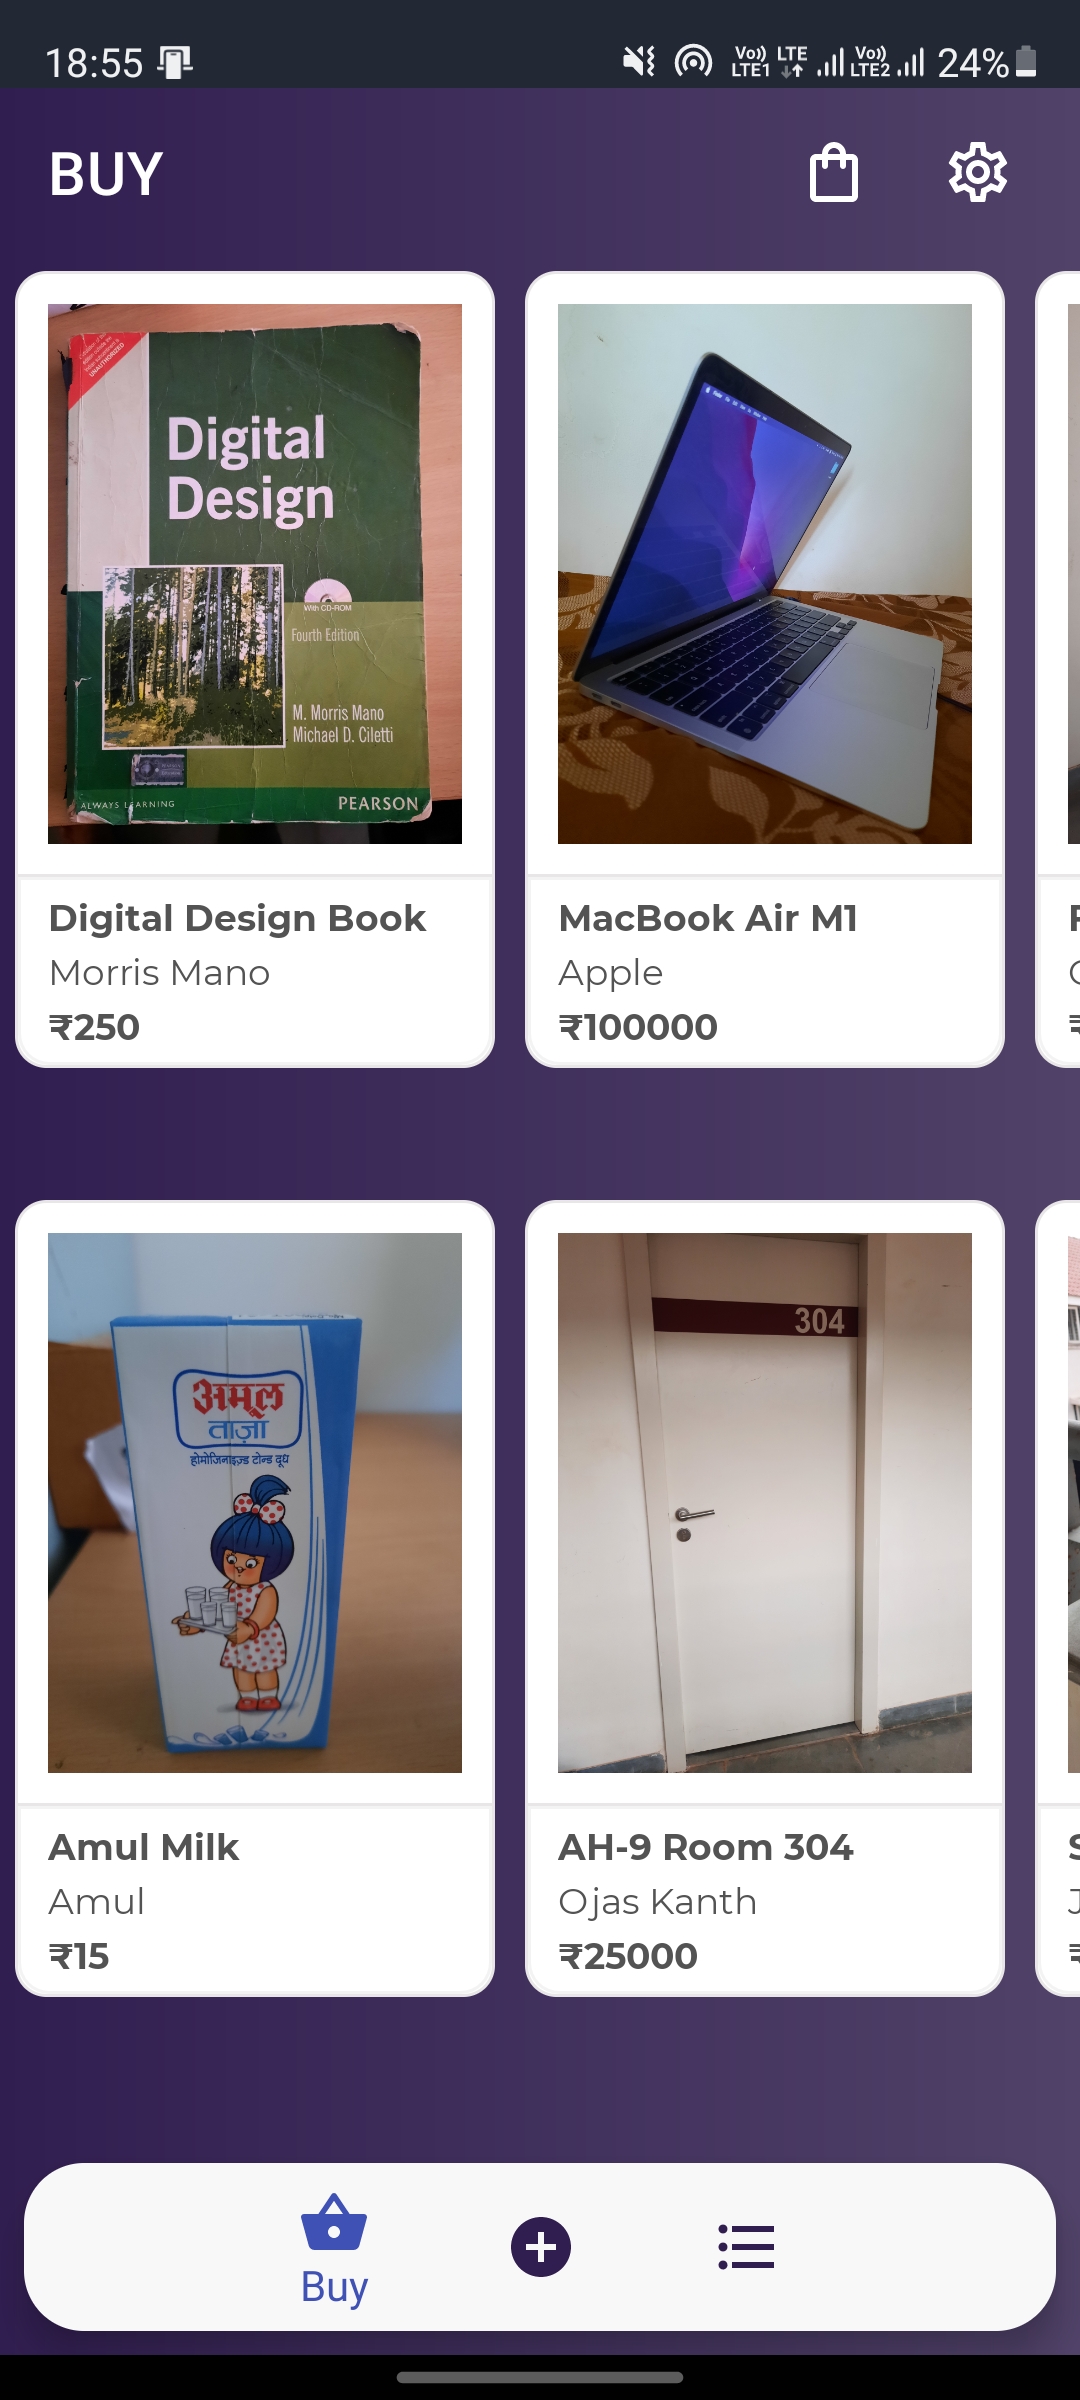 18:55
Vo)) LTE1 LTE Vo)) LTE2 24%
BUY
UNAUTHORIZED
Digital
Design
With CD-ROM
Fourth Edition
M. Morris Mano
Michael D. Ciletti
ALWAYS LEARNING
PEARSON
Digital Design Book
Morris Mano
₹250
MacBook Air M1
Apple
₹100000
अमूल
ताज़ा
होमोजिनाइज़्ड टोन्ड दूध
304
Amul Milk
Amul
₹15
AH-9 Room 304
Ojas Kanth
₹25000
Buy